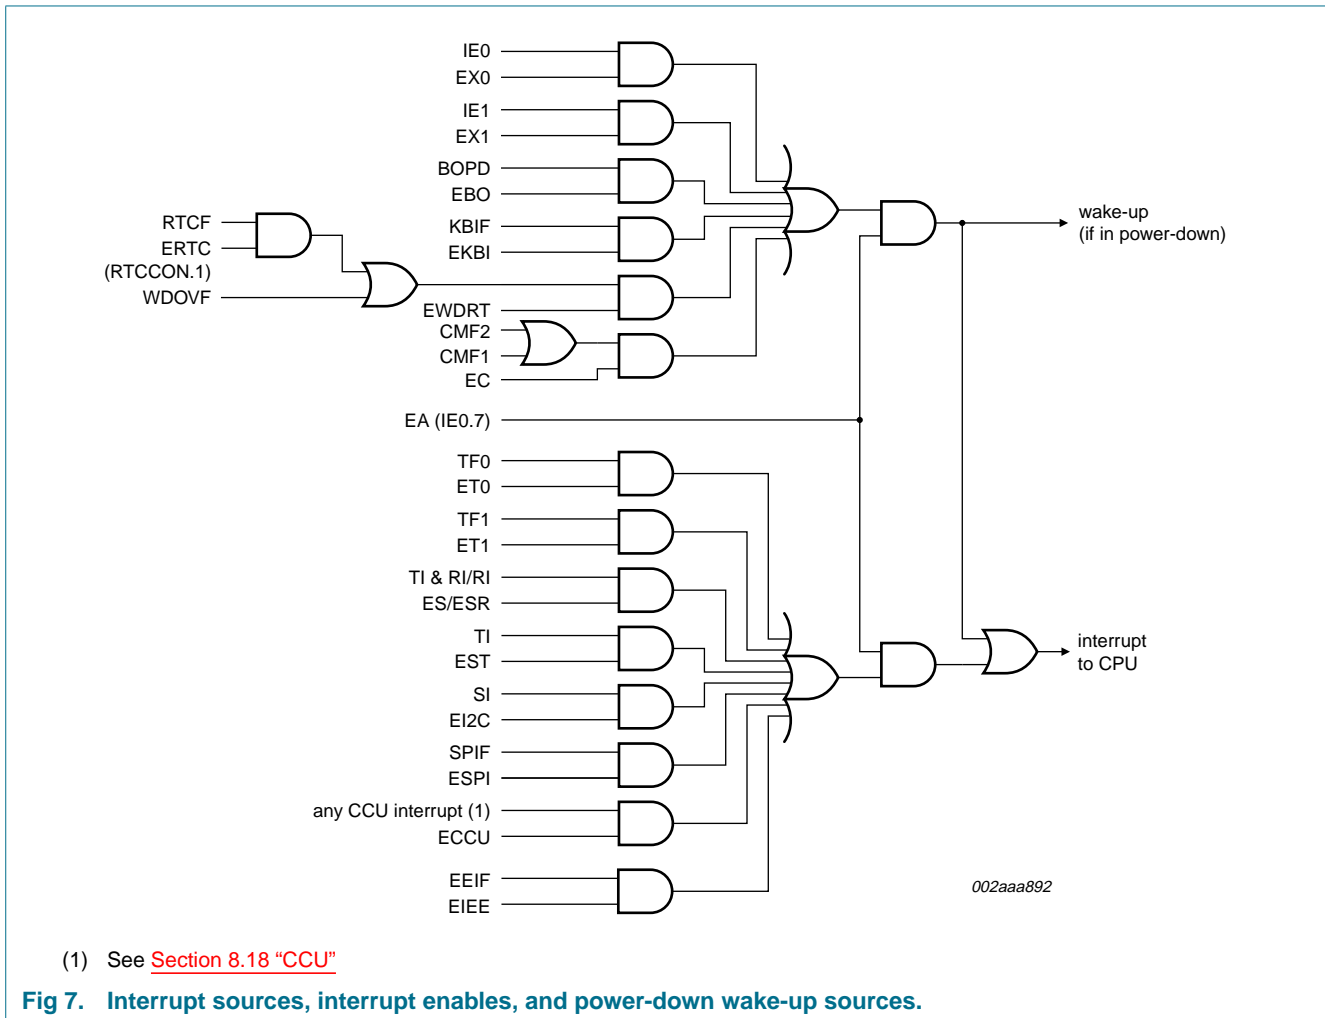 IE0
EX0
IE1
EX1
BOPD
EBO
KBIF
EKBI
RTCF
ERTC
(RTCCON.1)
WDOVF
EWDRT
CMF2
CMF1
EC
wake-up
(if in power-down)
EA (IE0.7)
TF0
ET0
TF1
ET1
TI & RI/RI
ES/ESR
TI
EST
SI
EI2C
SPIF
ESPI
any CCU interrupt (1)
ECCU
EEIF
EIEE
interrupt
to CPU
002aaa892
(1) See Section 8.18 “CCU”
Fig 7. Interrupt sources, interrupt enables, and power-down wake-up sources.